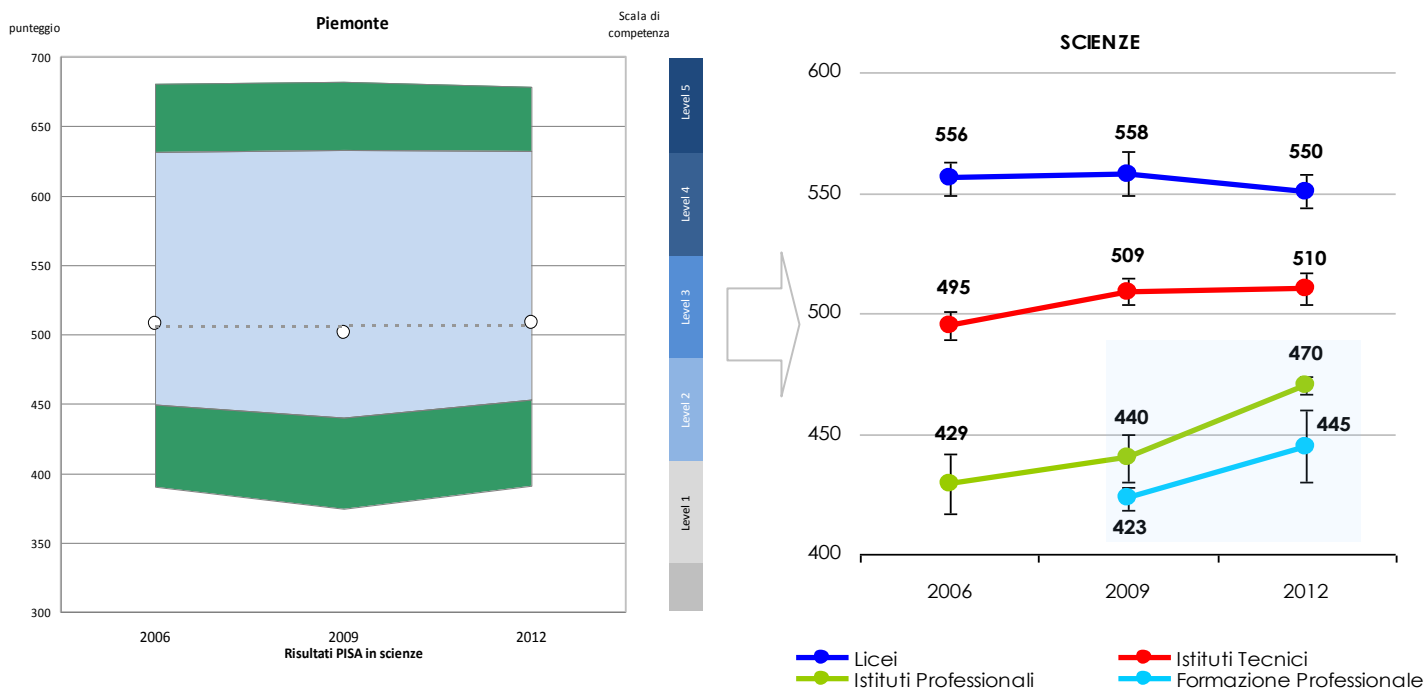 punteggio
Piemonte
Scala di
competenza
700
650
600
550
500
450
400
350
300
2006
2009
2012
Risultati PISA in scienze
Level 5
Level 4
Level 3
Level 2
Level 1
SCIENZE
600
550
500
450
400
556
558
550
495
509
510
429
440
470
423
445
2006
2009
2012
Licei
Istituti Tecnici
Istituti Professionali
Formazione Professionale